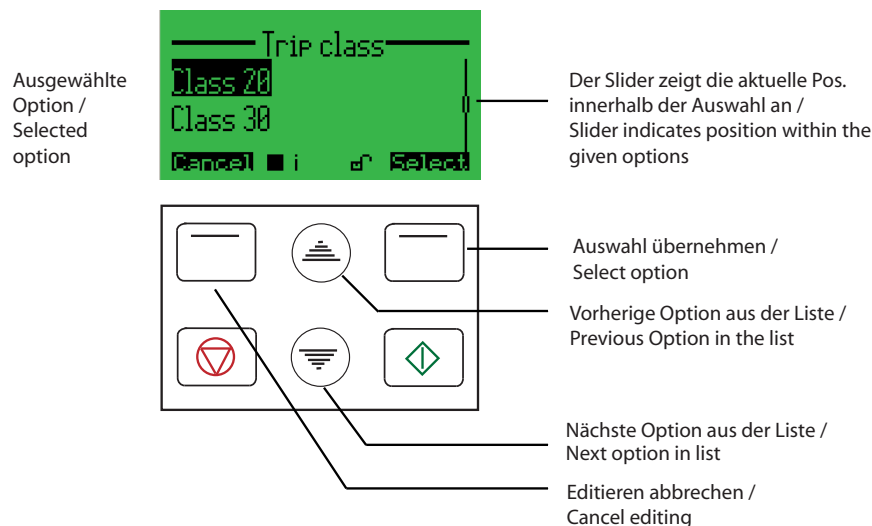 Trip class
Class 20
Class 30
Cancel i Select
Ausgewählte
Option /
Selected
option
Der Slider zeigt die aktuelle Pos.
innerhalb der Auswahl an /
Slider indicates position within the
given options
Auswahl übernehmen /
Select option
Vorherige Option aus der Liste /
Previous Option in the list
Nächste Option aus der Liste /
Next option in list
Editieren abbrechen /
Cancel editing